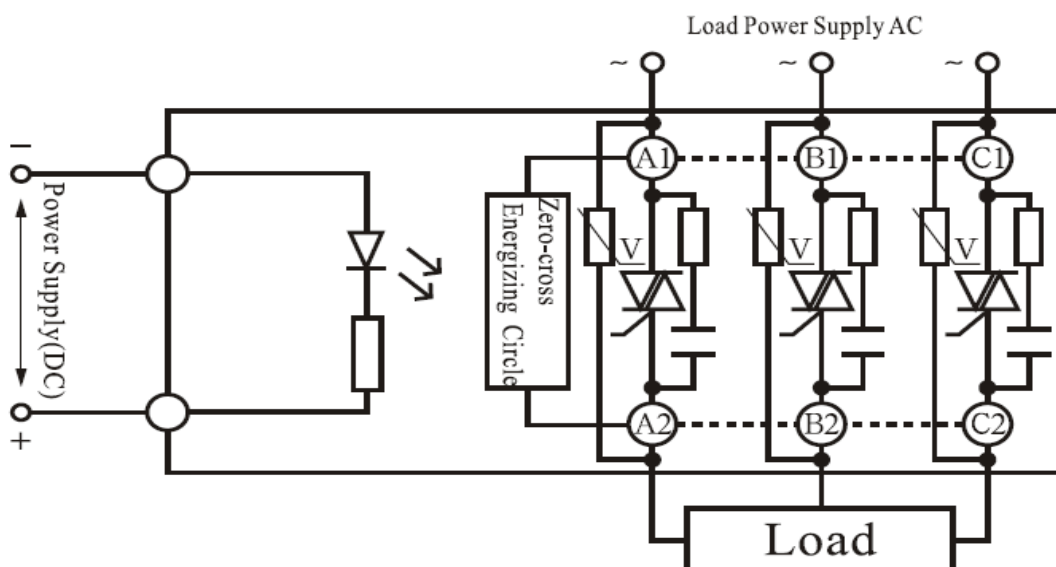 Load Power Supply AC
~ ~ ~
A1 B1 C1
−
Power Supply(DC)
+
Zero-cross
Energizing Circle
V V V
A2 B2 C2
Load